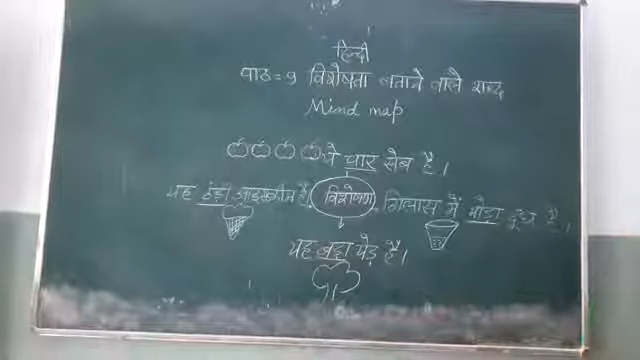 हिन्दी
पाठ = 9 विशेषता बताने वाले शब्द
Mind map
ये चार सेब है।
यह ठंडी आइसक्रीम है। विशेषण गिलास में थोड़ा दूध है।
यह बड़ा पेड़ है।